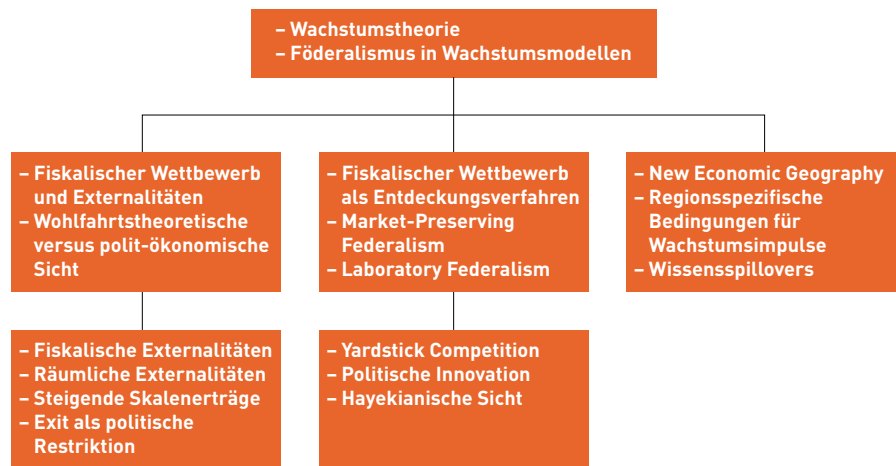 – Wachstumstheorie
– Föderalismus in Wachstumsmodellen
– Fiskalischer Wettbewerb
und Externalitäten
– Wohlfahrtstheoretische
versus polit-ökonomische
Sicht
– Fiskalischer Wettbewerb
als Entdeckungsverfahren
– Market-Preserving
Federalism
– Laboratory Federalism
– New Economic Geography
– Regionsspezifische
Bedingungen für
Wachstumsimpulse
– Wissensspillovers
– Fiskalische Externalitäten
– Räumliche Externalitäten
– Steigende Skalenerträge
– Exit als politische
Restriktion
– Yardstick Competition
– Politische Innovation
– Hayekianische Sicht